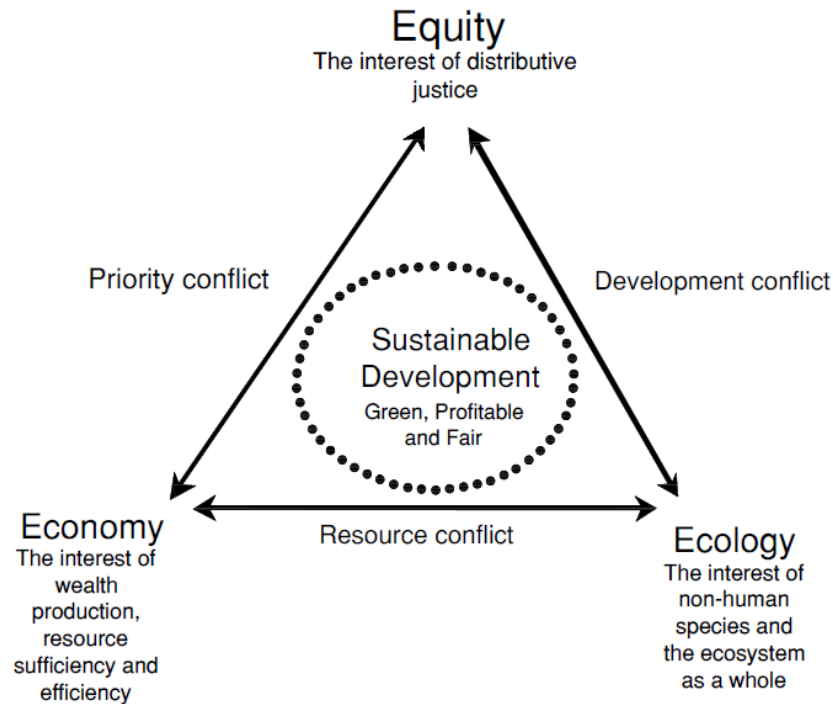 Equity
The interest of distributive
justice
Priority conflict
Development conflict
Sustainable
Development
Green, Profitable
and Fair
Resource conflict
Economy
The interest of
wealth
production,
resource
sufficiency and
efficiency
Ecology
The interest of
non-human
species and
the ecosystem
as a whole